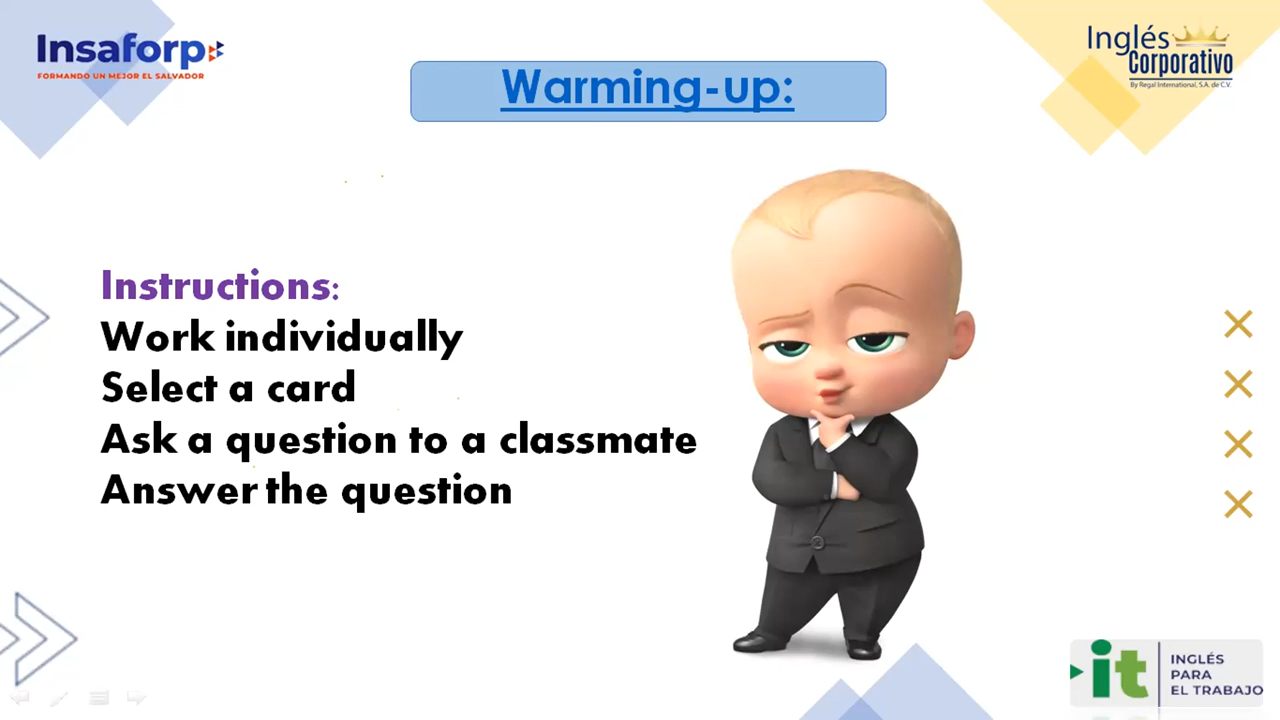 Insaforp
FORMANDO UN MEJOR EL SALVADOR
Inglés
Corporativo
By Regal International, S.A. de C.V.
Warming-up:
Instructions:
Work individually
Select a card
Ask a question to a classmate
Answer the question
it
INGLÉS
PARA
EL TRABAJO